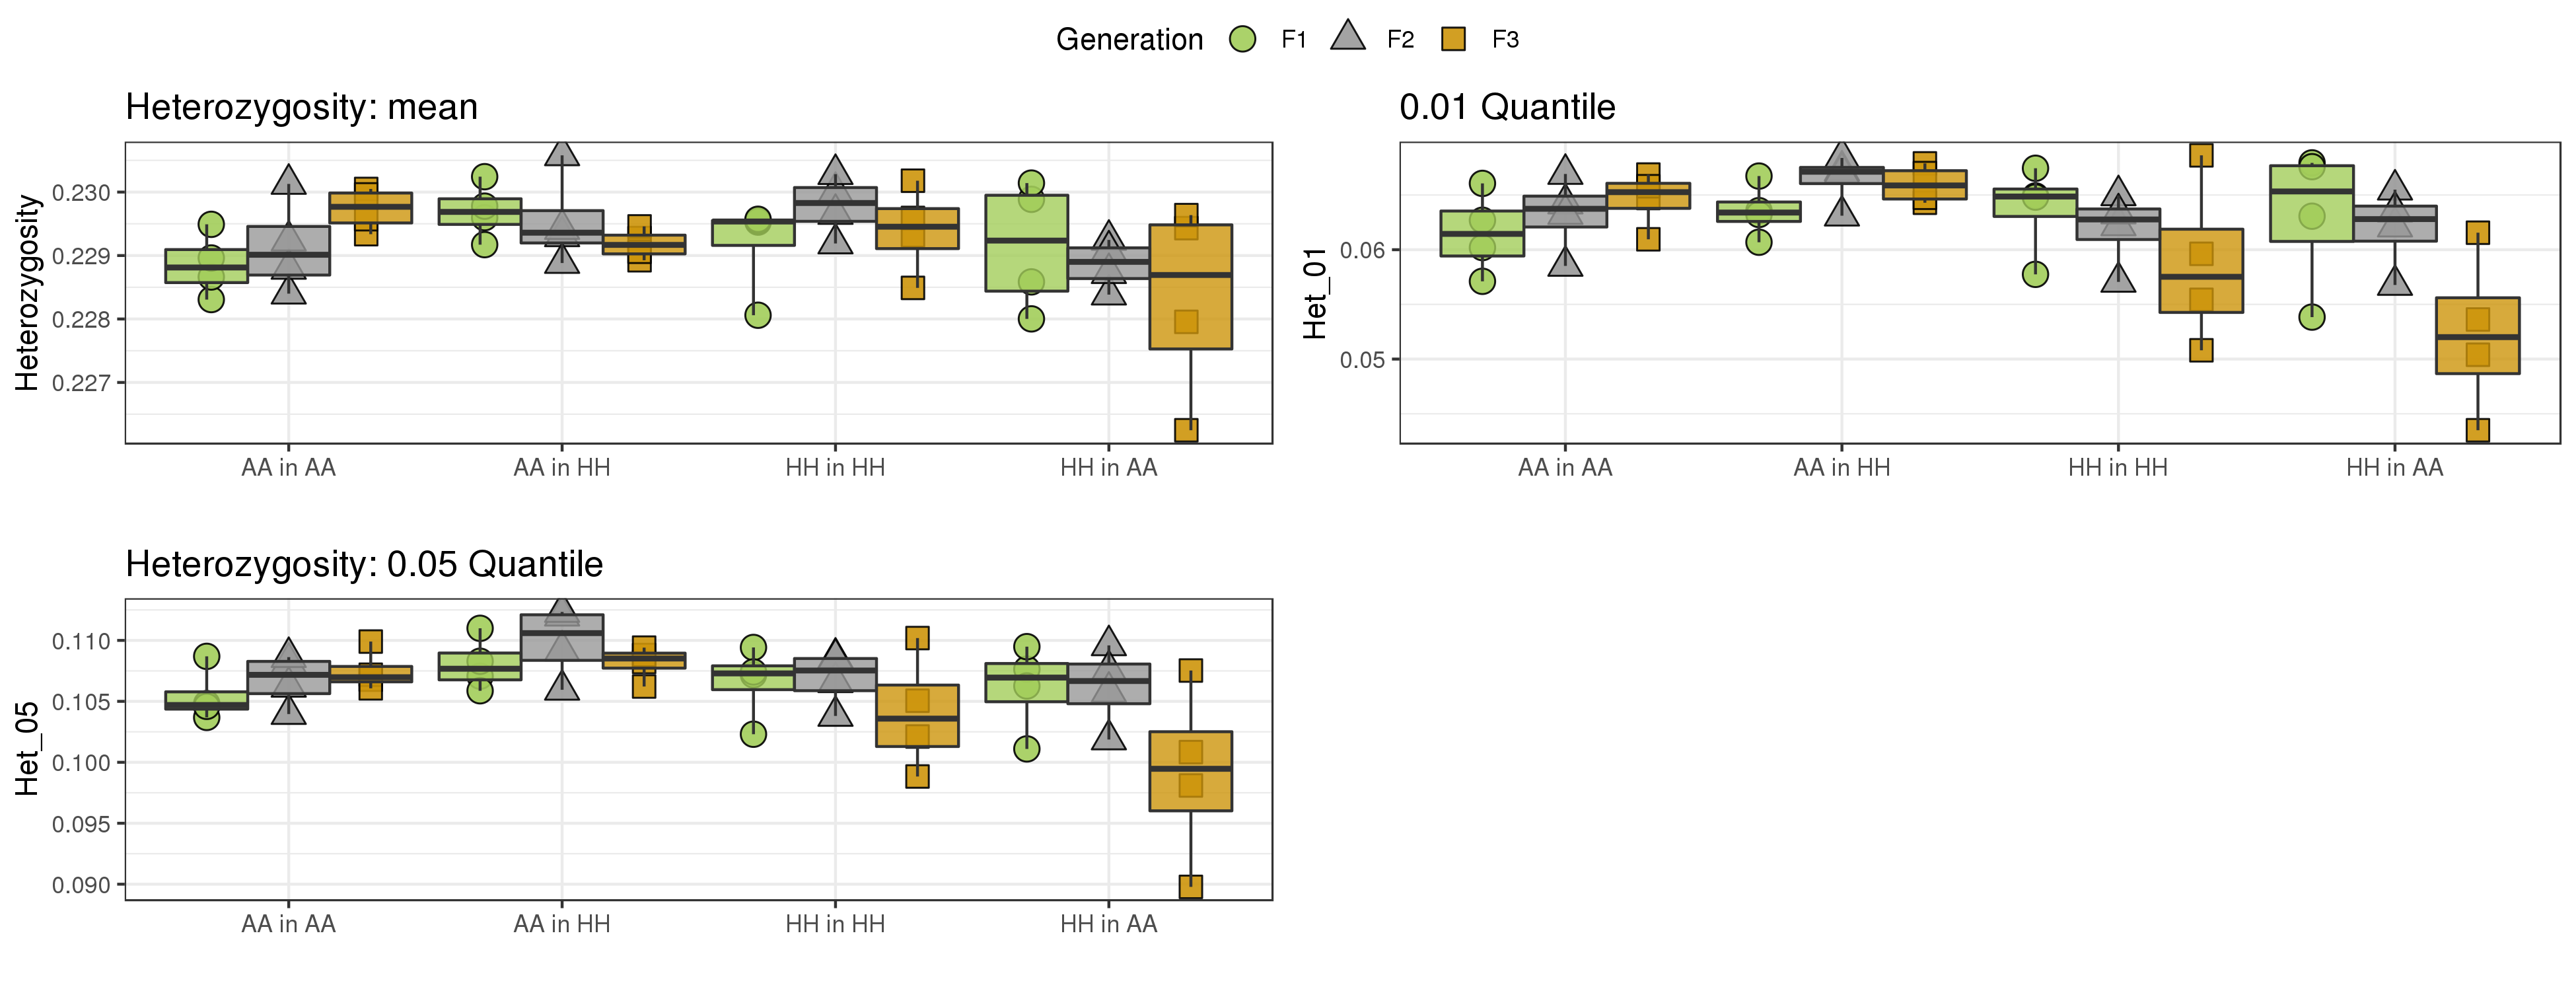 Generation F1 F2 F3
Heterozygosity: mean
Heterozygosity
0.230
0.229
0.228
0.227
AA in AA AA in HH HH in HH HH in AA
0.01 Quantile
Het_01
0.06
0.05
AA in AA AA in HH HH in HH HH in AA
Heterozygosity: 0.05 Quantile
Het_05
0.110
0.105
0.100
0.095
0.090
AA in AA AA in HH HH in HH HH in AA